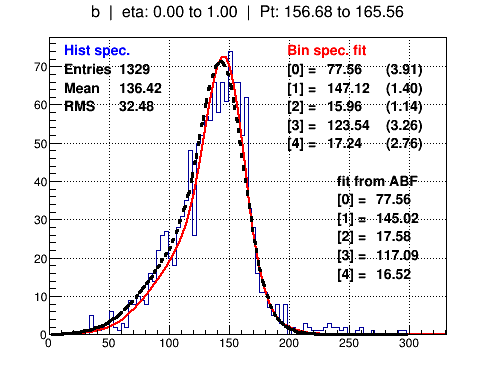 b | eta: 0.00 to 1.00 | Pt: 156.68 to 165.56
Hist spec.
Entries 1329
Mean 136.42
RMS 32.48
Bin spec. fit
[0] = 77.56 (3.91)
[1] = 147.12 (1.40)
[2] = 15.96 (1.14)
[3] = 123.54 (3.26)
[4] = 17.24 (2.76)
fit from ABF
[0] = 77.56
[1] = 145.02
[2] = 17.58
[3] = 117.09
[4] = 16.52
70
60
50
40
30
20
10
0
0 50 100 150 200 250 300